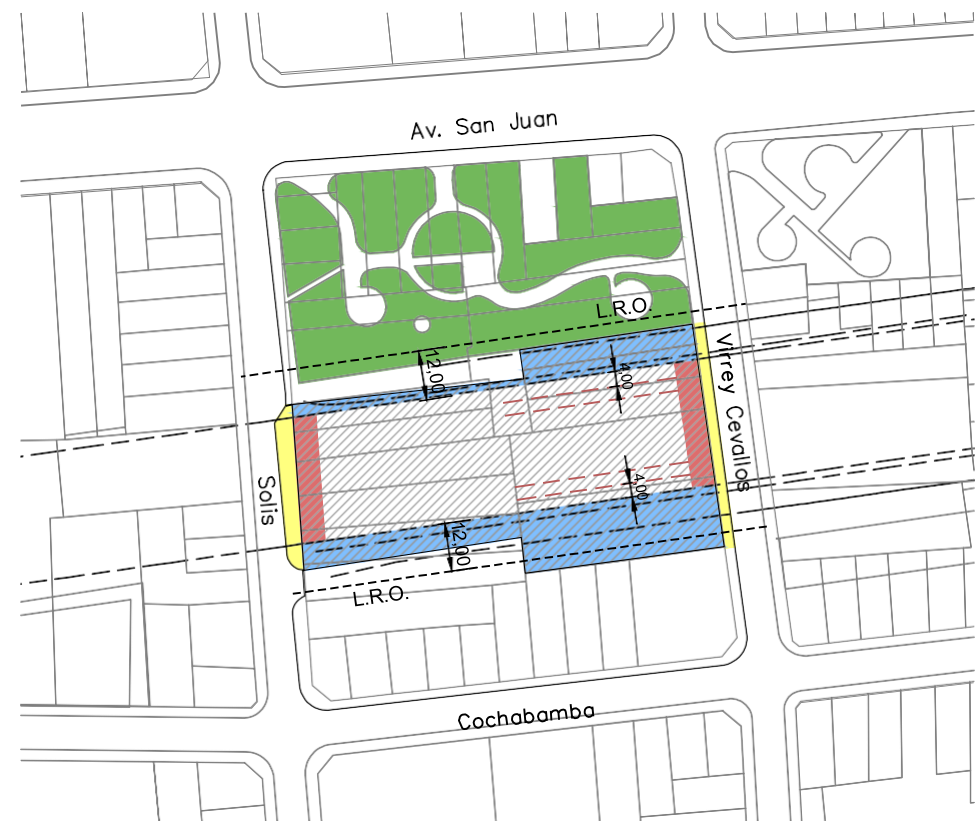 Av. San Juan
L.R.O.
12,00
4,00
Virrey Cevallos
Solis
4,00
12,00
L.R.O.
Cochabamba